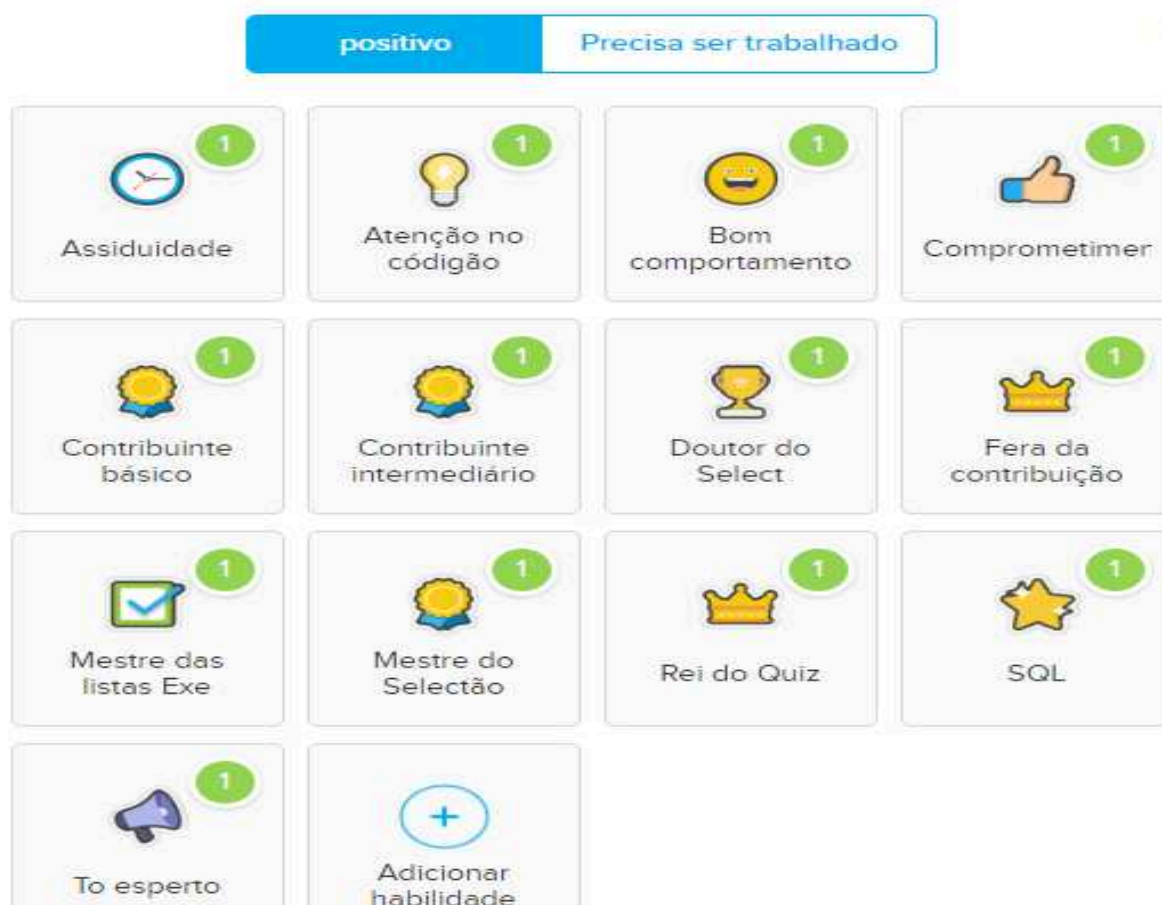 positivo
Precisa ser trabalhado
1
Assiduidade
1
Atenção no
códigão
1
Bom
comportamento
1
Comprometimen
1
Contribuinte
básico
1
Contribuinte
intermediário
1
Doutor do
Select
1
Fera da
contribuição
1
Mestre das
listas Exe
1
Mestre do
Selectão
1
Rei do Quiz
1
SQL
1
To esperto
+
Adicionar
habilidade